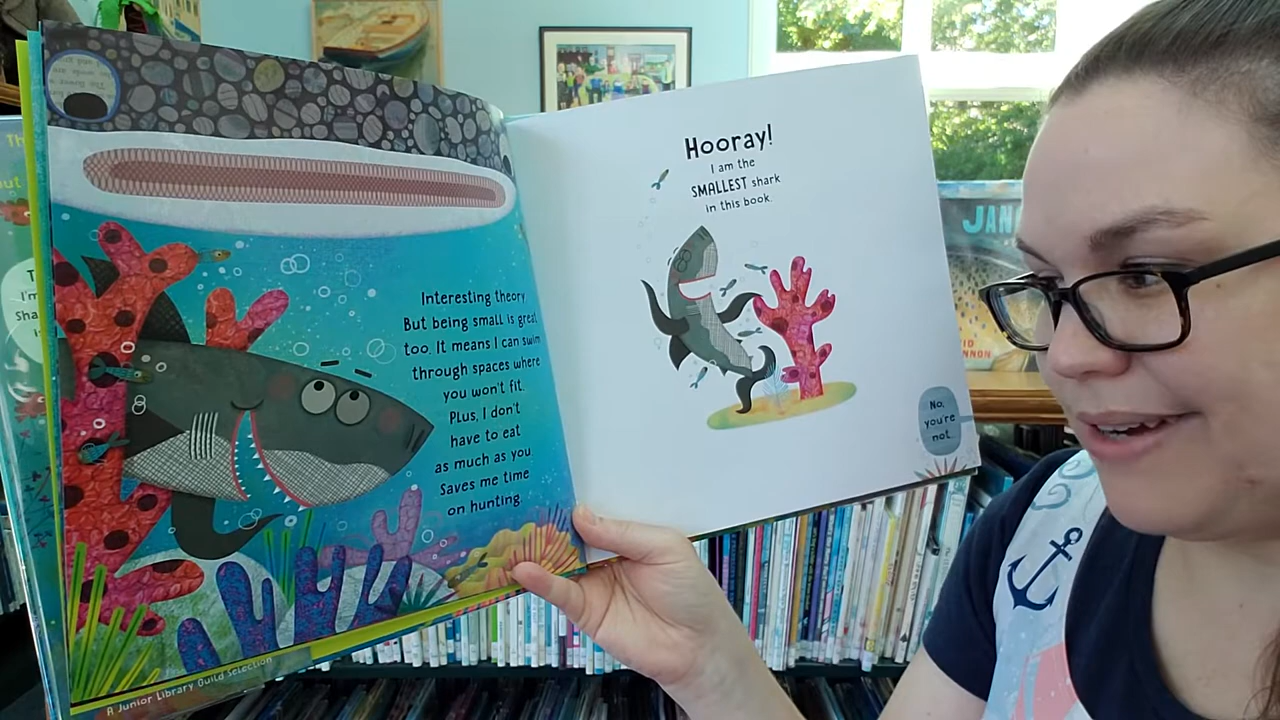 Interesting theory.
But being small is great,
too. It means I can swim
through spaces where
you won't fit.
Plus, I don't
have to eat
as much as you.
Saves me time
on hunting.
A Junior Library Guild Selection
Hooray!
I am the
SMALLEST shark
in this book.
No,
you're
not.
JAN
NNON